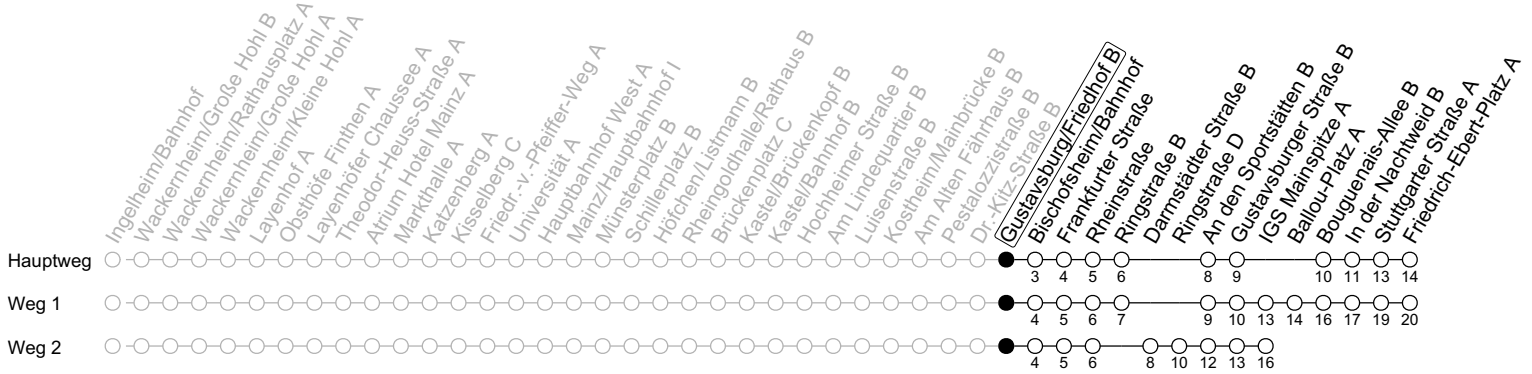 Ingelheim/Bahnhof
Wackernheim/Große Hohl B
Wackernheim/Rathausplatz A
Wackernheim/Große Hohl A
Wackernheim/Kleine Hohl A
Layenhof A
Obsthöfe Finthen A
Layenhöfer Chaussee A
Theodor-Heuss-Straße A
Atrium Hotel Mainz A
Markthalle A
Katzenberg A
Kisselberg C
Friedr.-v.-Pfeiffer-Weg A
Universität A
Hauptbahnhof West A
Mainz/Hauptbahnhof I
Münsterplatz B
Schillerplatz B
Höfchen/Listmann B
Rheingoldhalle/Rathaus B
Brückenplatz C
Kastel/Brückenkopf B
Kastel/Bahnhof B
Hochheimer Straße B
Am Lindequartier B
Luisenstraße B
Kostheim/Mainbrücke B
Am Alten Fährhaus B
Pestalozzistraße B
Dr.-Kitz-Straße B
Gustavsburg/Friedhof B
Bischofsheim/Bahnhof
Frankfurter Straße
Rheinstraße
Ringstraße B
Darmstädter Straße B
Ringstraße D
An den Sportstätten B
Gustavsburger Straße B
IGS Mainspitze A
Ballou-Platz A
Bouguenais-Allee B
In der Nachtweid B
Stuttgarter Straße A
Friedrich-Ebert-Platz A
Hauptweg
3 4 5 6 8 9 10 11 13 14
Weg 1
4 5 6 7 9 10 13 14 16 17 19 20
Weg 2
4 5 6 8 10 12 13 16